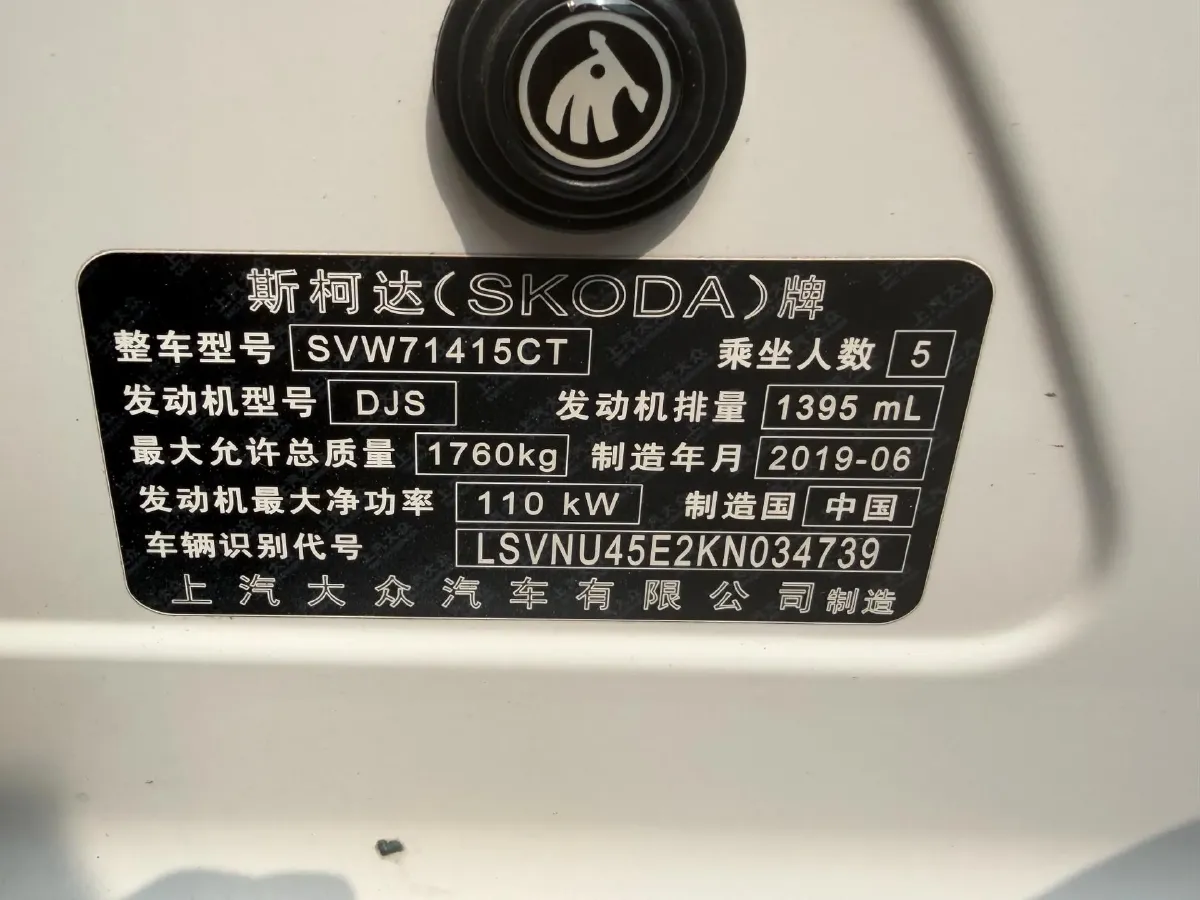 斯柯达(SKODA)牌
整车型号 SVW71415CT 乘坐人数 5
发动机型号 DJS 发动机排量 1395 mL
最大允许总质量 1760kg 制造年月 2019-06
发动机最大净功率 110 kW 制造国 中国
车辆识别代号 LSVNU45E2KN034739
上汽大众汽车有限公司制造